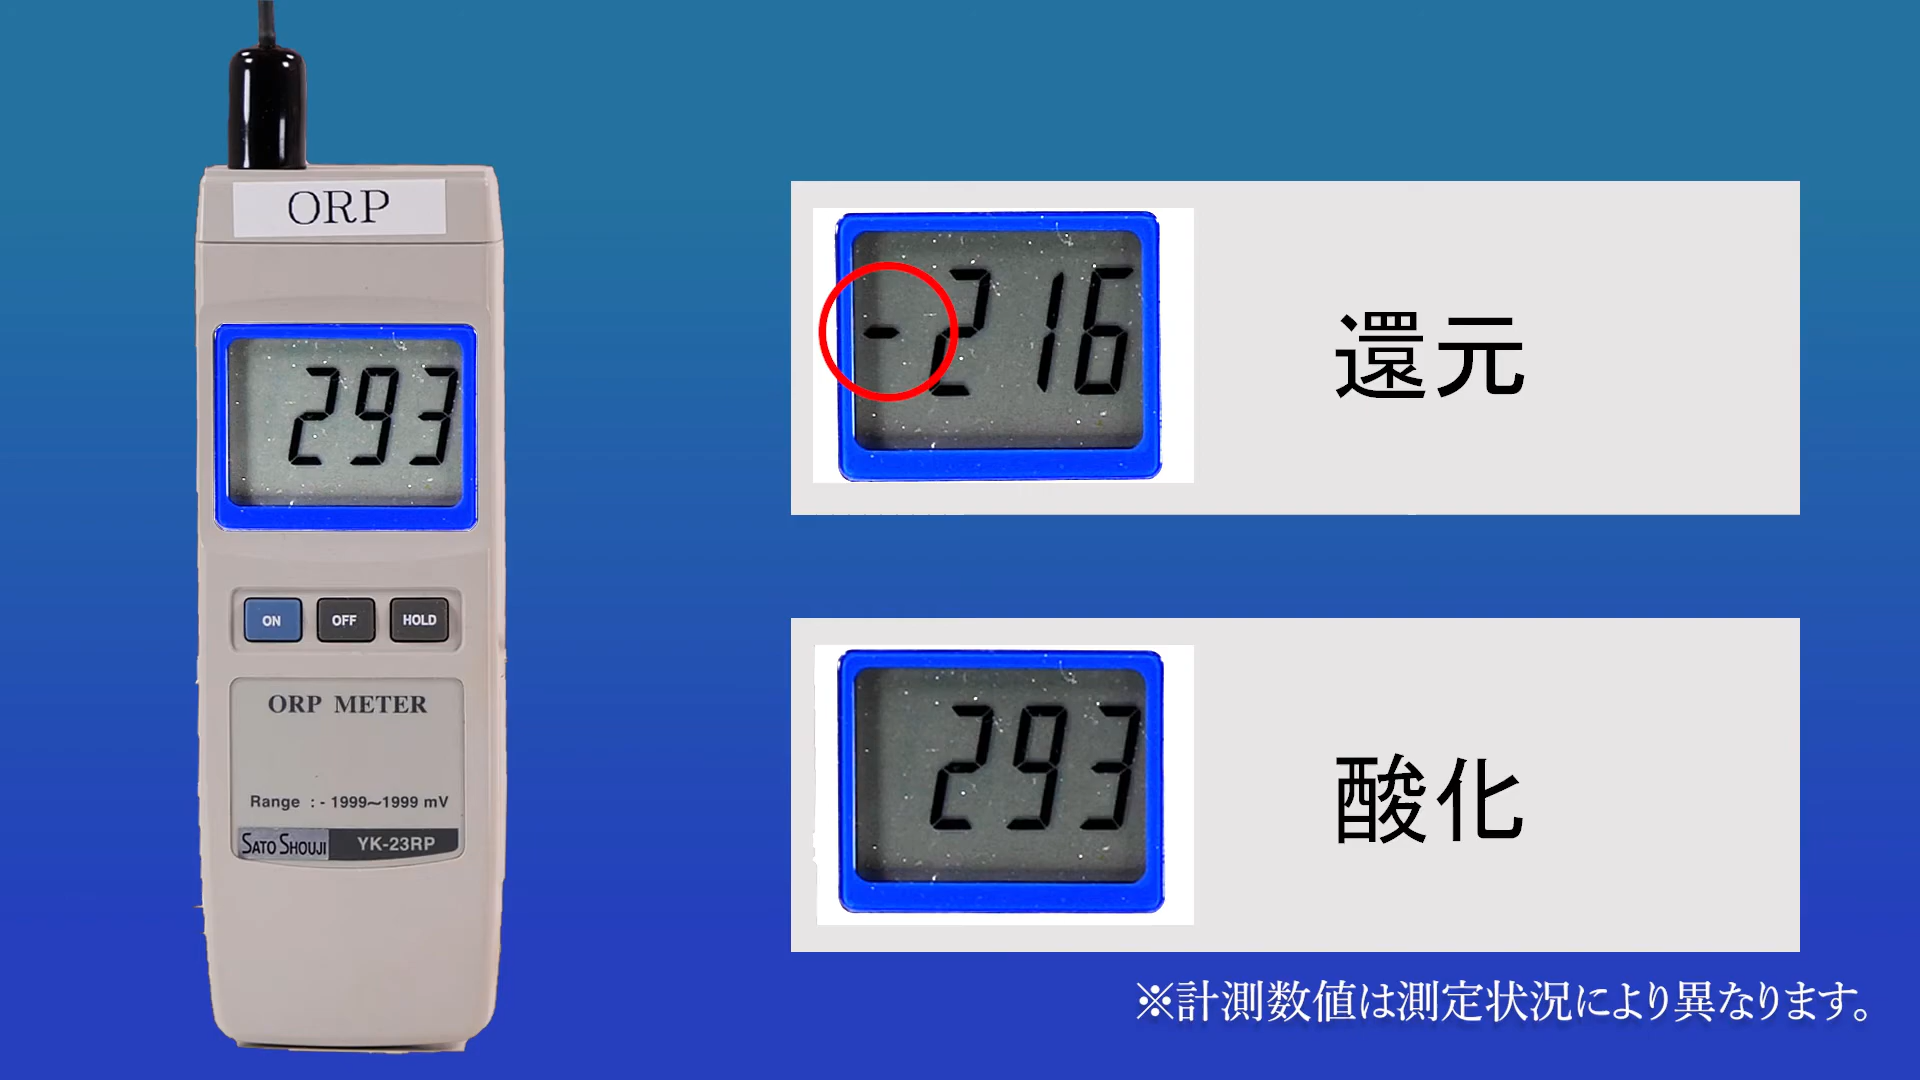 ORP
293
ON OFF HOLD
ORP METER
Range : - 1999~1999 mV
SATO SHOUJI YK-23RP
-216 還元
293 酸化
※計測数値は測定状況により異なります。